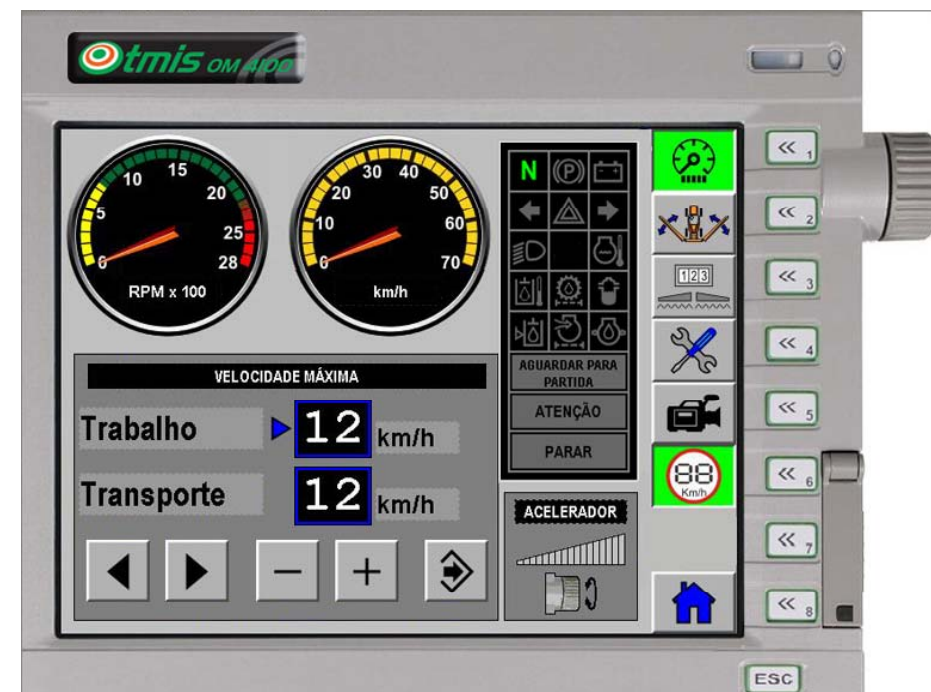 Otmis OM 4100
5
10
15
20
25
28
0
RPM x 100
0
10
20
30
40
50
60
70
km/h
N
P
123
AGUARDAR PARA
PARTIDA
ATENÇÃO
PARAR
VELOCIDADE MÁXIMA
Trabalho 12 km/h
Transporte 12 km/h
ACELERADOR
88
Km/h
<< 1
<< 2
<< 3
<< 4
<< 5
<< 6
<< 7
<< 8
ESC